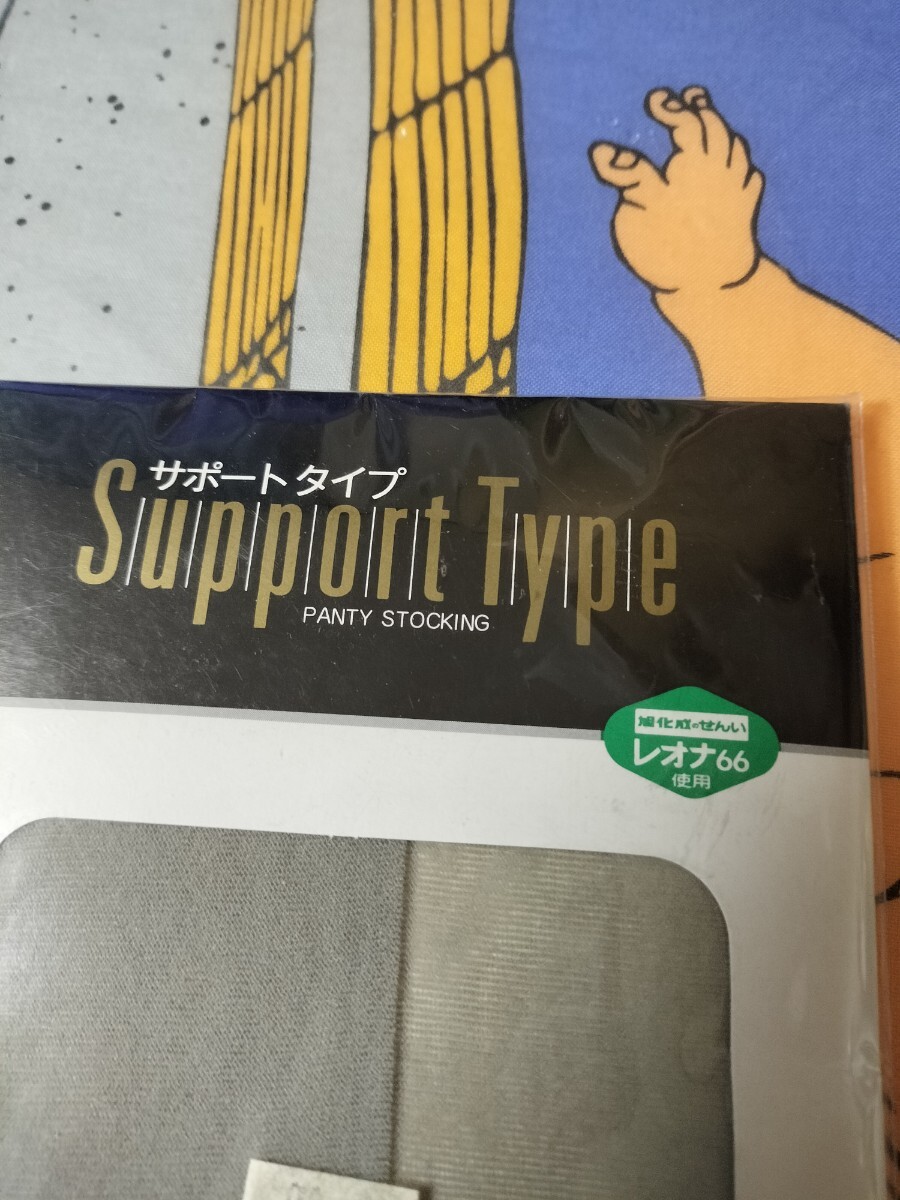 サポートタイプ
Support Type
PANTY STOCKING
旭化成のせんい
レオナ66
使用